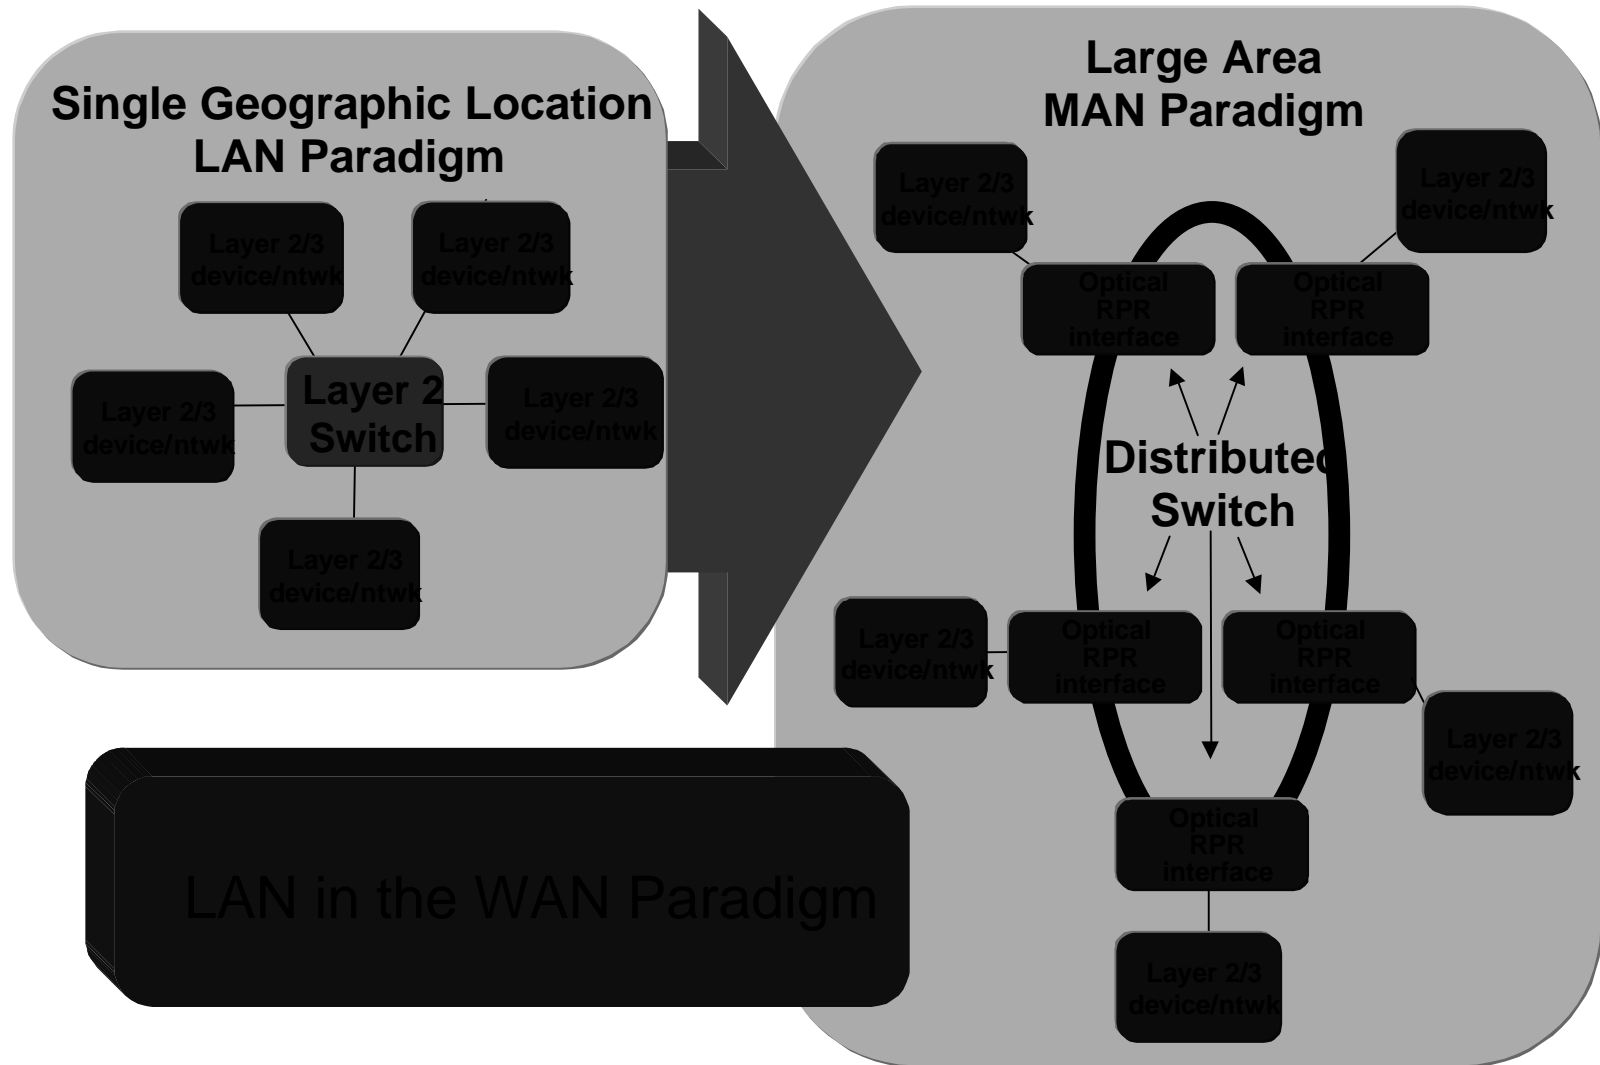 Single Geographic Location
LAN Paradigm
Layer 2/3
device/ntwk
Layer 2/3
device/ntwk
Layer 2/3
device/ntwk
Layer 2
Switch
Layer 2/3
device/ntwk
Layer 2/3
device/ntwk
Large Area
MAN Paradigm
Layer 2/3
device/ntwk
Layer 2/3
device/ntwk
Optical
RPR
interface
Optical
RPR
interface
Distributed
Switch
Layer 2/3
device/ntwk
Optical
RPR
interface
Optical
RPR
interface
Layer 2/3
device/ntwk
Optical
RPR
interface
Layer 2/3
device/ntwk
LAN in the WAN Paradigm